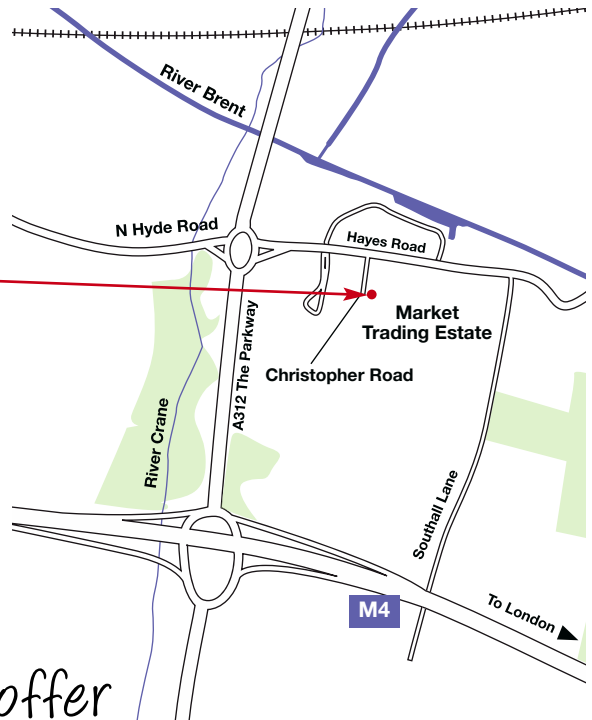 River Brent
N Hyde Road
Hayes Road
Market
Trading Estate
A312 The Parkway
Christopher Road
River Crane
Southall Lane
M4
To London
offer